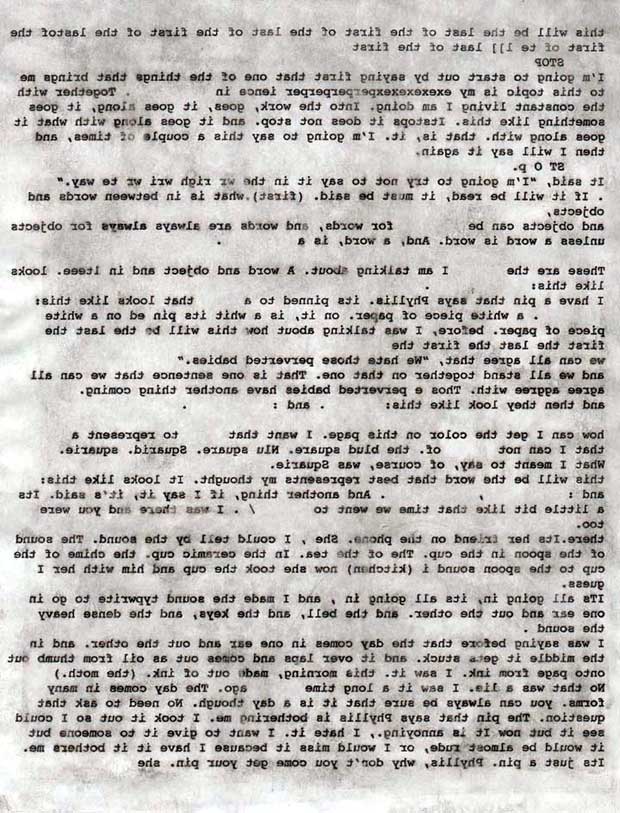 this will be the last of the first of the last of the first of the lastof the
first of te l]] last of the first
STOP
I'm going to start out by saying first that one of the things that brings me
to this topic is my exexexexexperperper ience in . Together with
the constant living I am doing. Into the work, goes, it goes along, it goes
something like this. Itstops it does not stop. and it goes along with what it
goes along with. that is, it. I'm going to say this a couple of times, and
then I will say it again.
ST O p.
It said, "I'm going to try not to say it in the wr righ wri wr te way."
. If it will be read, it must be said. (first).what is in between words and
objects,
and objects can be for words, and words are always always for objects
unless a word is word. And, a word, is a .
These are the I am talking about. A word and object and in lteee. looks
like this: .
I have a pin that says Phyllis. its pinned to a that looks like this:
. a white piece of paper. on it, is a whit its pin ed on a white
piece of paper. before, I was talking about how this will be the last the
first the last the first the
we can all agree that, "We hate those perverted babies."
and we all stand together on that one. That is one sentence that we can all
agree aggree with. Thos e perverted babies have another thing coming.
and then they look like this: . and : .
how can I get the color on this page. I want that to represent a
that I can not of. the blud square. Nlu square. Squarid. squarie.
What I meant to say, of course, was Squarie.
this will be the word that best represents my thought. It looks like this:
and : , . And another thing, if I say it, it's said. Its
a little bit like that time we went to / . I was there and you were
too.
there.Its her friend on the phone. She , I could tell by the sound. The sound
of the spoon in the cup. The of the tea. In the ceramic cup. the chime of the
cup to the spoon sound i (kitchen) now she took the cup and him with her I
guess.
ITs all going in, its all going in , and I made the sound typwrite to go in
one ear and out the other. and the bell, and the keys, and the dense heavy
the sound .
I was saying before that the day comes in one ear and out the other. and in
the middle it gets stuck. and it over laps and comes out as oil from thumb out
onto page from ink. I saw it. this morning, made out of ink. (the moth.)
No that was a lie. I saw it a long time ago. The day comes in many
forms. you can always be sure that it is a day though. No need to ask that
question. The pin that says Phyllis is bothering me. I took it out so I could
see it but now It is annoying., I hate it. I want to give it to someone but
it would be almost rude, or I would miss it because I have it it bothers me.
Its just a pin. Phyllis, why don't you come get your pin. she